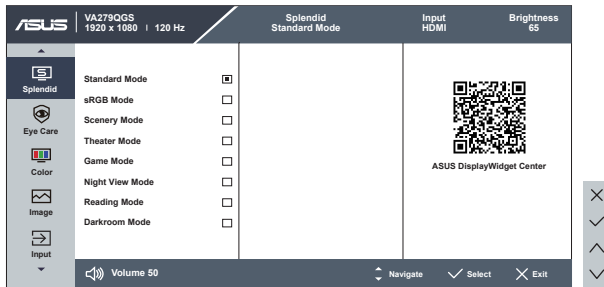 ASUS
VA279QGS
1920 x 1080 | 120 Hz
Splendid
Standard Mode
Input
HDMI
Brightness
65
Splendid
Eye Care
Color
Image
Input
Standard Mode
sRGB Mode
Scenery Mode
Theater Mode
Game Mode
Night View Mode
Reading Mode
Darkroom Mode
ASUS DisplayWidget Center
Volume 50
Navigate
Select
Exit